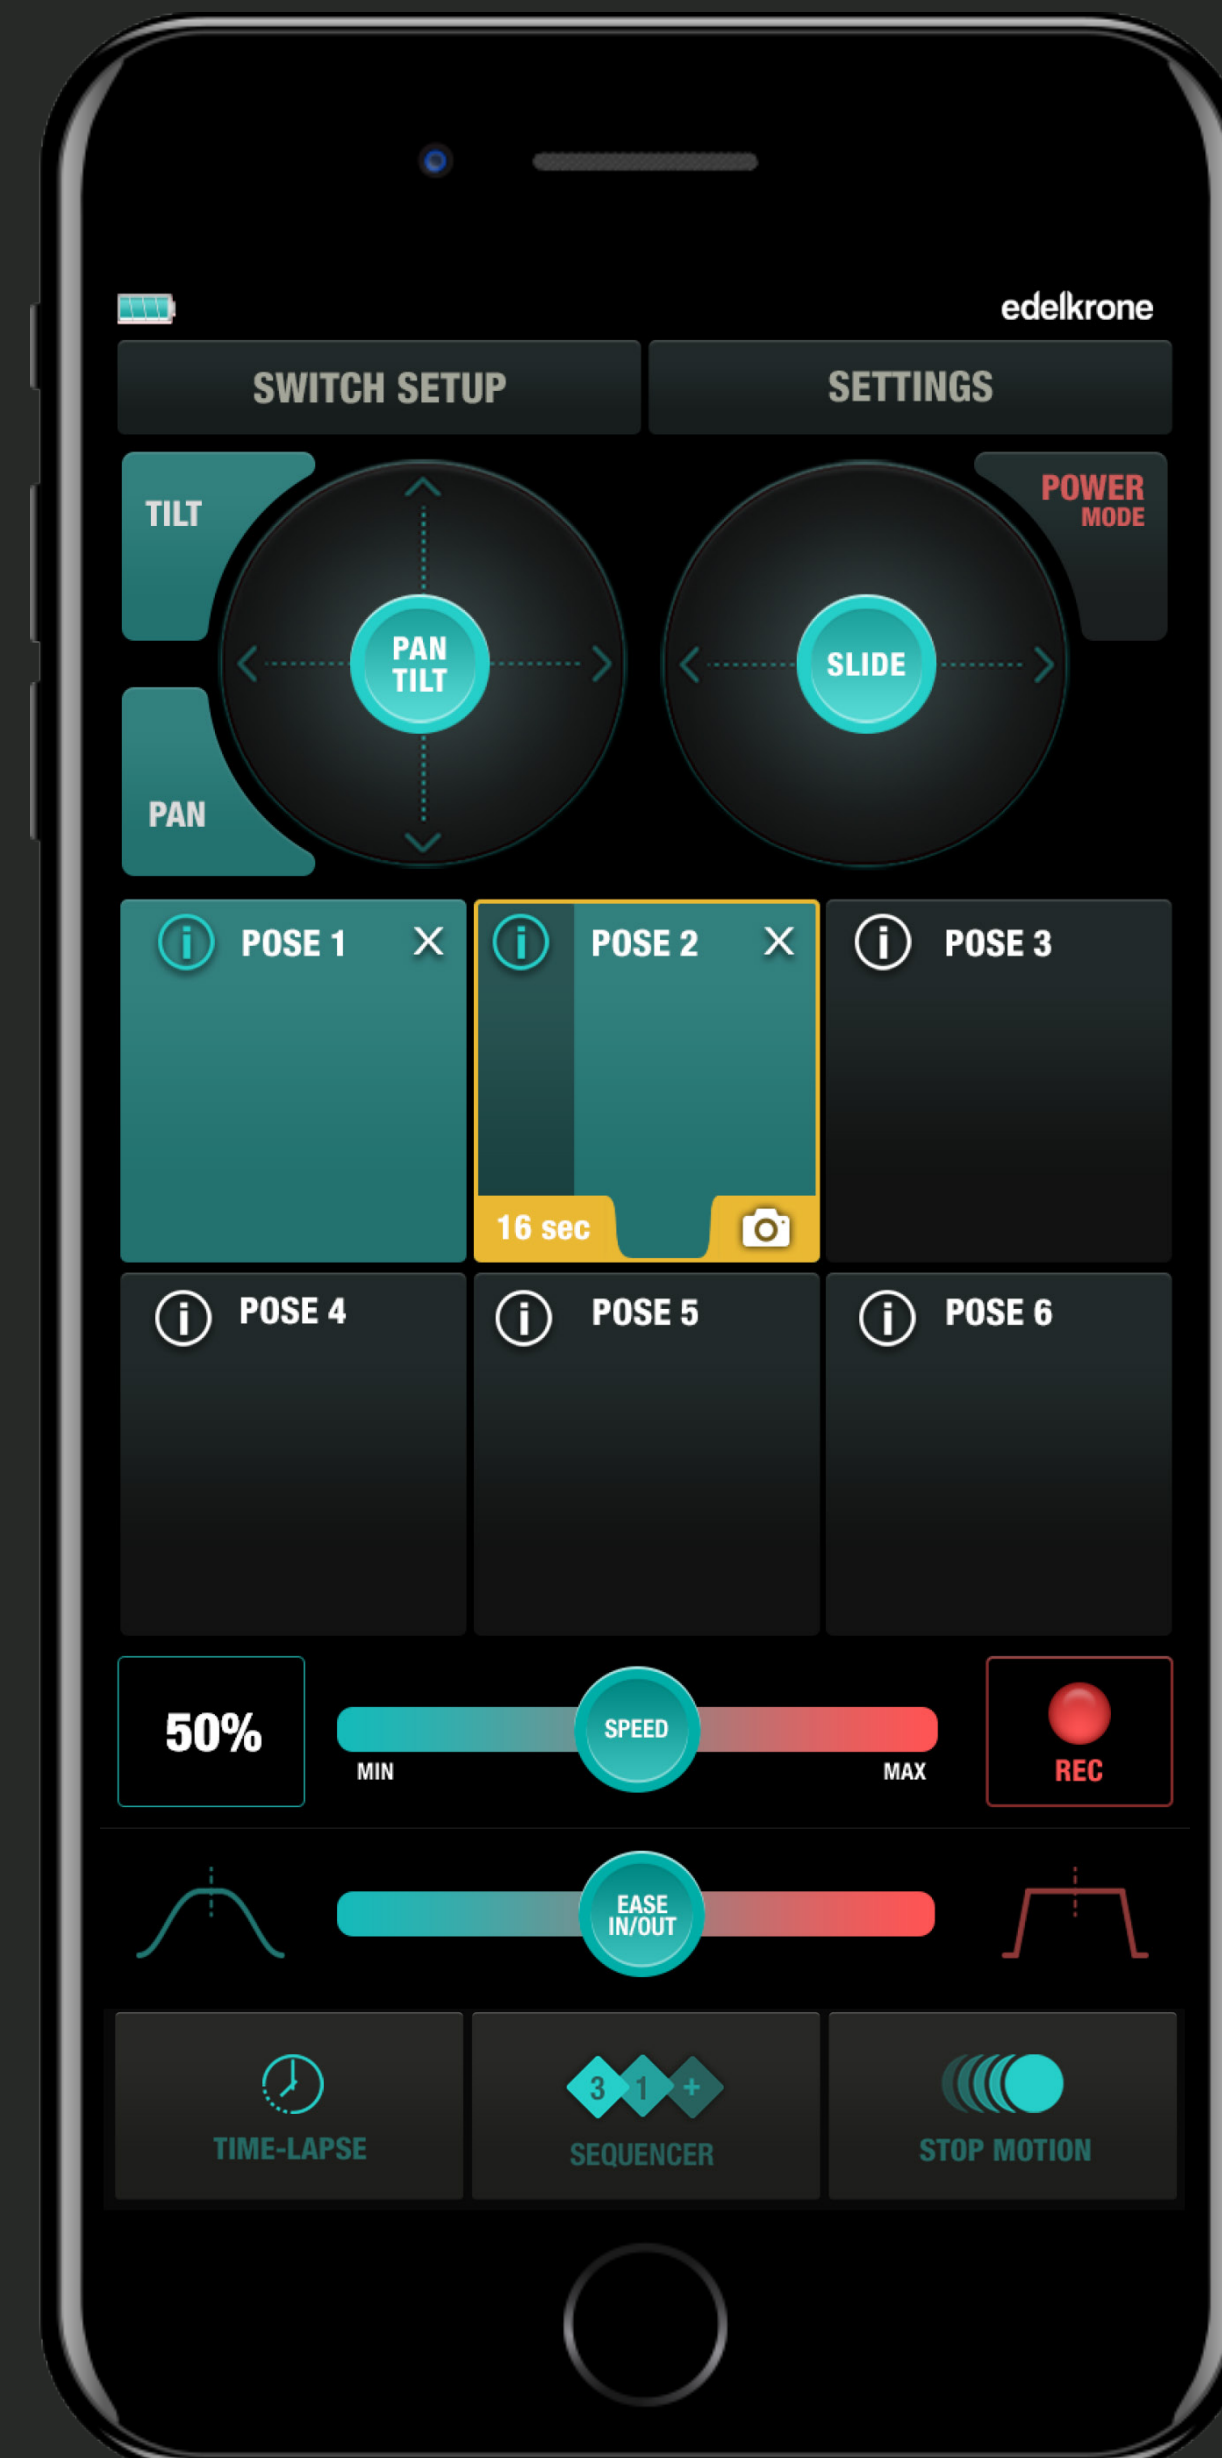 edelkrone
SWITCH SETUP
SETTINGS
TILT
POWER
MODE
PAN
TILT
SLIDE
PAN
i POSE 1 X
i POSE 2 X
i POSE 3
16 sec
i POSE 4
i POSE 5
i POSE 6
50%
SPEED
MIN
MAX
REC
EASE
IN/OUT
3 1 +
TIME-LAPSE
SEQUENCER
STOP MOTION